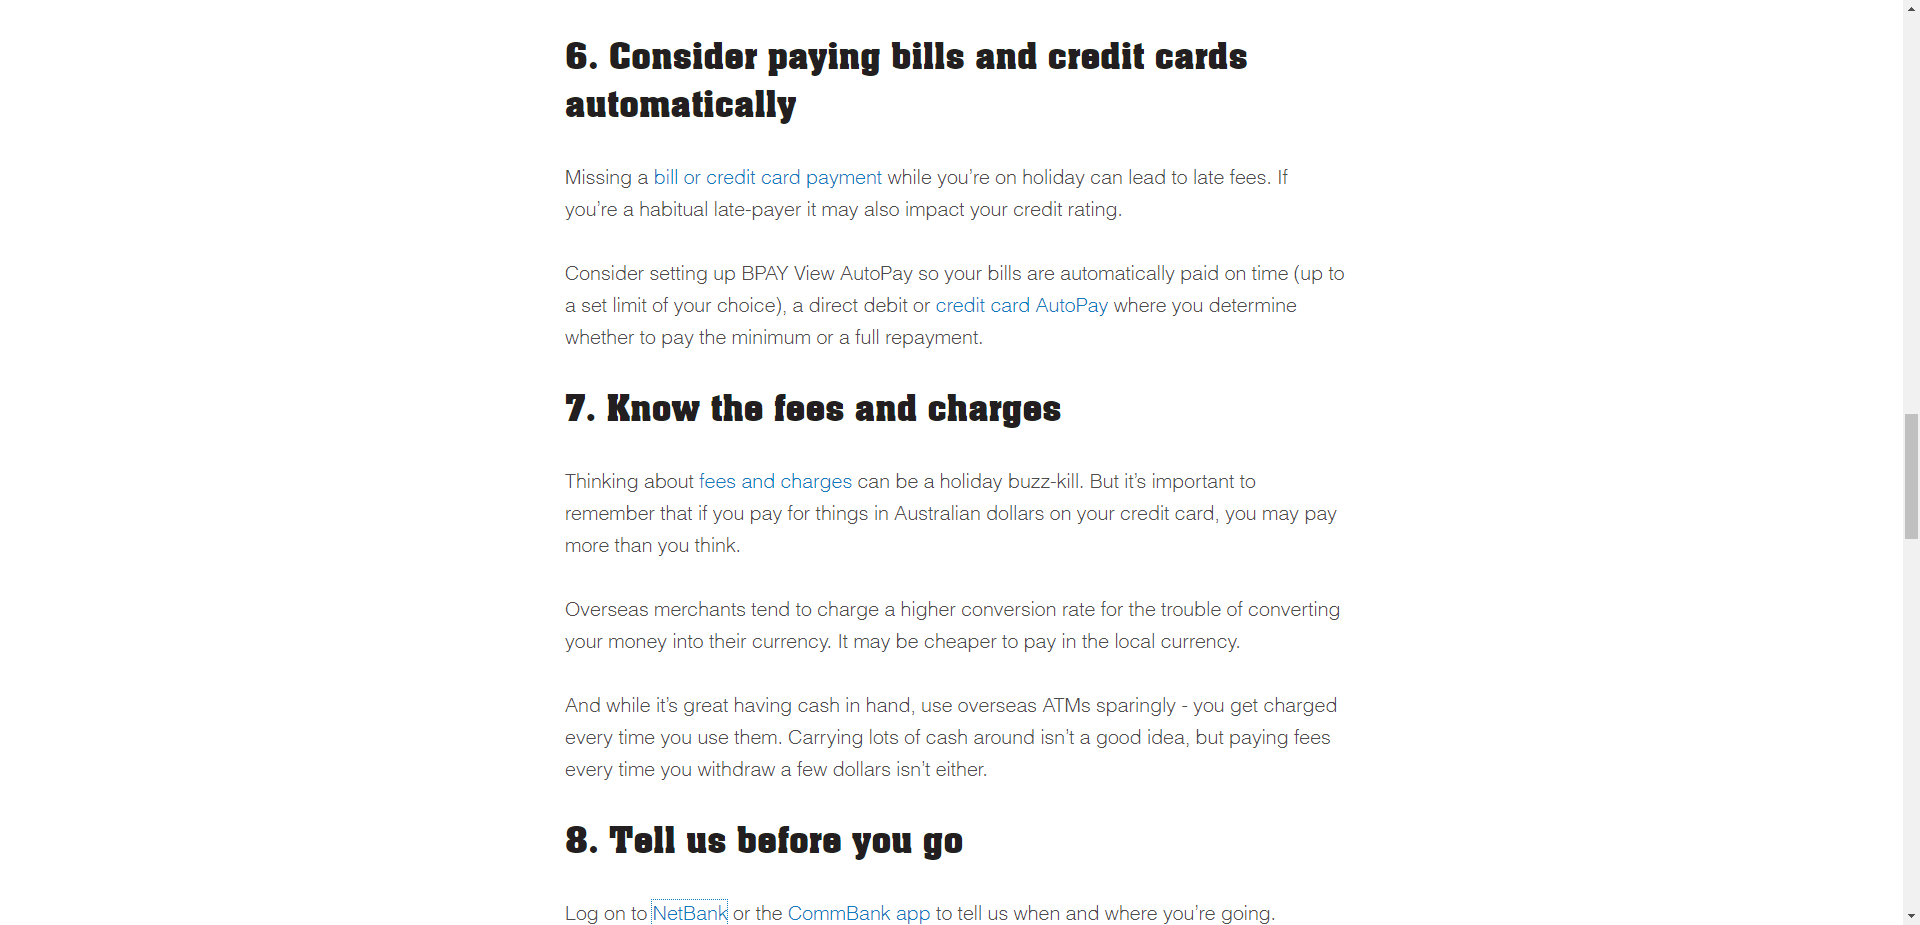 6. Consider paying bills and credit cards
automatically
Missing a bill or credit card payment while you’re on holiday can lead to late fees. If
you’re a habitual late-payer it may also impact your credit rating.
Consider setting up BPAY View AutoPay so your bills are automatically paid on time (up to
a set limit of your choice), a direct debit or credit card AutoPay where you determine
whether to pay the minimum or a full repayment.
7. Know the fees and charges
Thinking about fees and charges can be a holiday buzz-kill. But it’s important to
remember that if you pay for things in Australian dollars on your credit card, you may pay
more than you think.
Overseas merchants tend to charge a higher conversion rate for the trouble of converting
your money into their currency. It may be cheaper to pay in the local currency.
And while it’s great having cash in hand, use overseas ATMs sparingly - you get charged
every time you use them. Carrying lots of cash around isn’t a good idea, but paying fees
every time you withdraw a few dollars isn’t either.
8. Tell us before you go
Log on to NetBank or the CommBank app to tell us when and where you’re going.